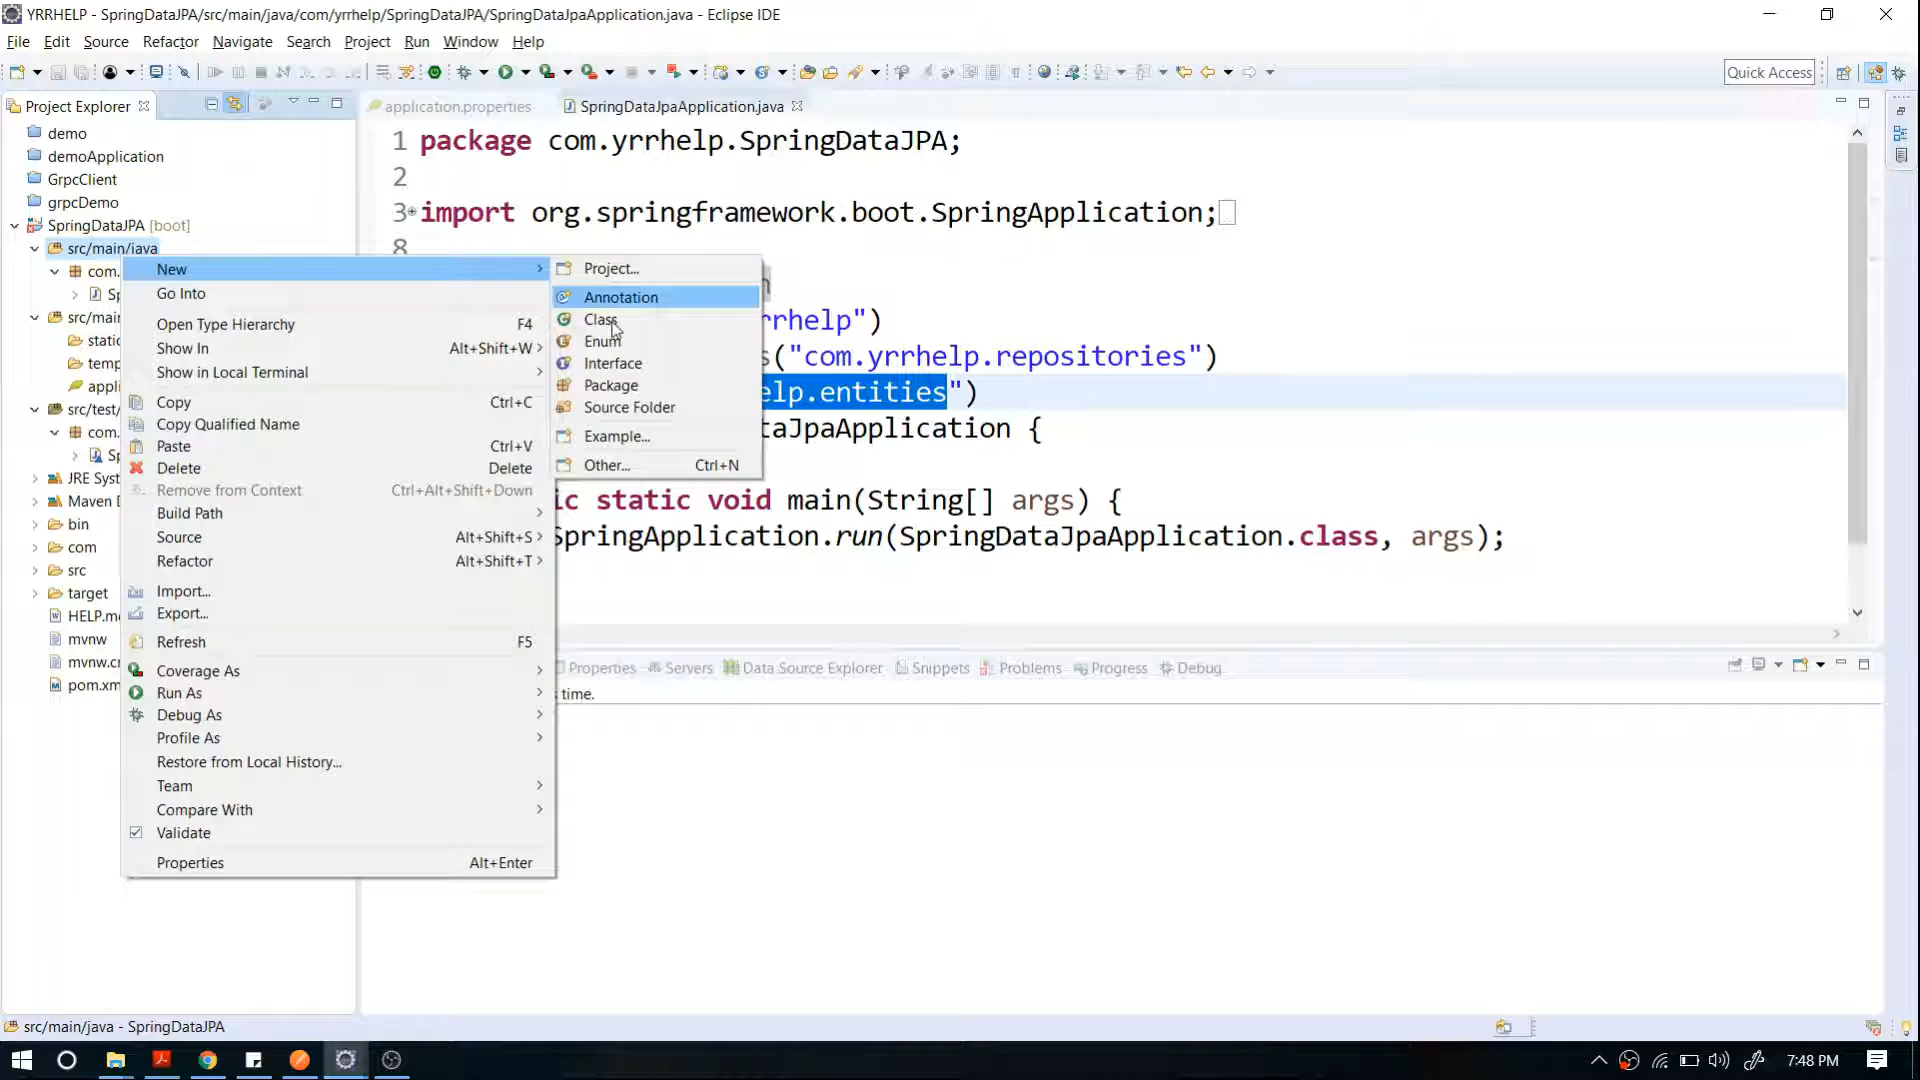 YRRHELP - SpringDataJPA/src/main/java/com/yrrhelp/SpringDataJPA/SpringDataJpaApplication.java - Eclipse IDE
File Edit Source Refactor Navigate Search Project Run Window Help
Quick Access
Project Explorer
application.properties
SpringDataJpaApplication.java
demo
demoApplication
GrpcClient
grpcDemo
SpringDataJPA [boot]
src/main/java
com.
Sp
src/main
static
temp
appli
src/test/
com.
Sp
JRE Syst
Maven D
bin
com
src
target
HELP.m
mvnw
mvnw.c
pom.xm
New
Go Into
Open Type Hierarchy F4
Show In Alt+Shift+W
Show in Local Terminal
Copy Ctrl+C
Copy Qualified Name
Paste Ctrl+V
Delete Delete
Remove from Context Ctrl+Alt+Shift+Down
Build Path
Source Alt+Shift+S
Refactor Alt+Shift+T
Import...
Export...
Refresh F5
Coverage As
Run As
Debug As
Profile As
Restore from Local History...
Team
Compare With
Validate
Properties Alt+Enter
Project...
Annotation
Class
Enum
Interface
Package
Source Folder
Example...
Other... Ctrl+N
1 package com.yrrhelp.SpringDataJPA;
2
3 import org.springframework.boot.SpringApplication;
8
rrhelp")
s("com.yrrhelp.repositories")
elp.entities")
taJpaApplication {
ic static void main(String[] args) {
SpringApplication.run(SpringDataJpaApplication.class, args);
Properties Servers Data Source Explorer Snippets Problems Progress Debug
time.
src/main/java - SpringDataJPA
7:48 PM